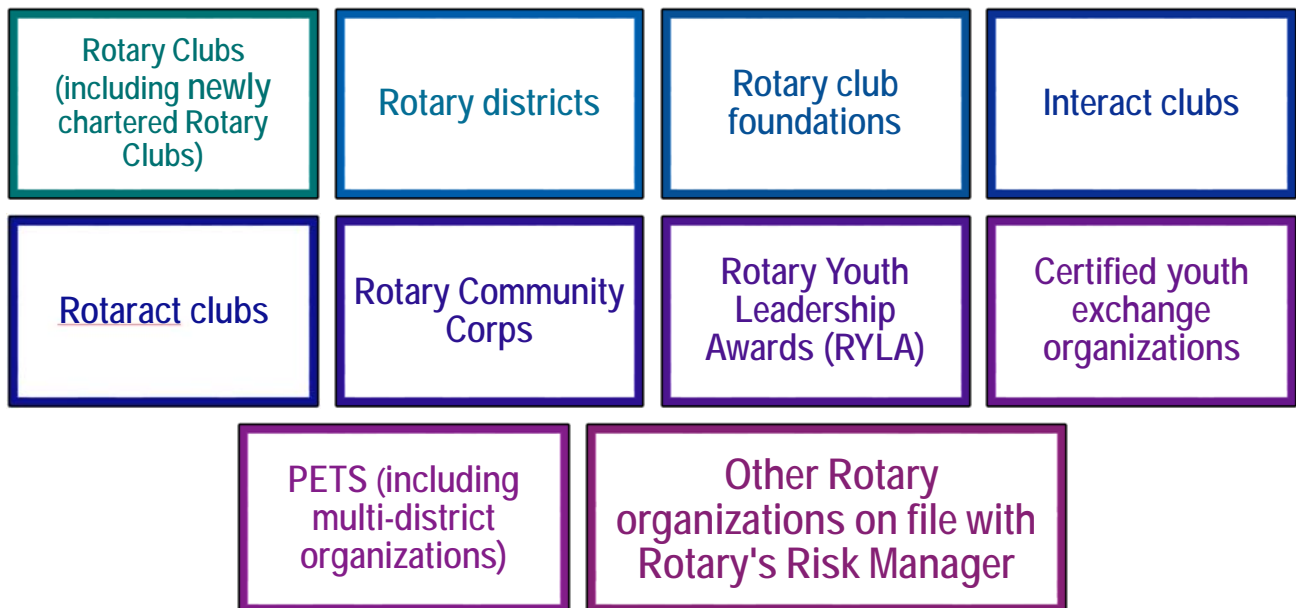 Rotary Clubs
(including newly
chartered Rotary
Clubs)
Rotary districts
Rotary club
foundations
Interact clubs
Rotaract clubs
Rotary Community
Corps
Rotary Youth
Leadership
Awards (RYLA)
Certified youth
exchange
organizations
PETS (including
multi-district
organizations)
Other Rotary
organizations on file with
Rotary's Risk Manager